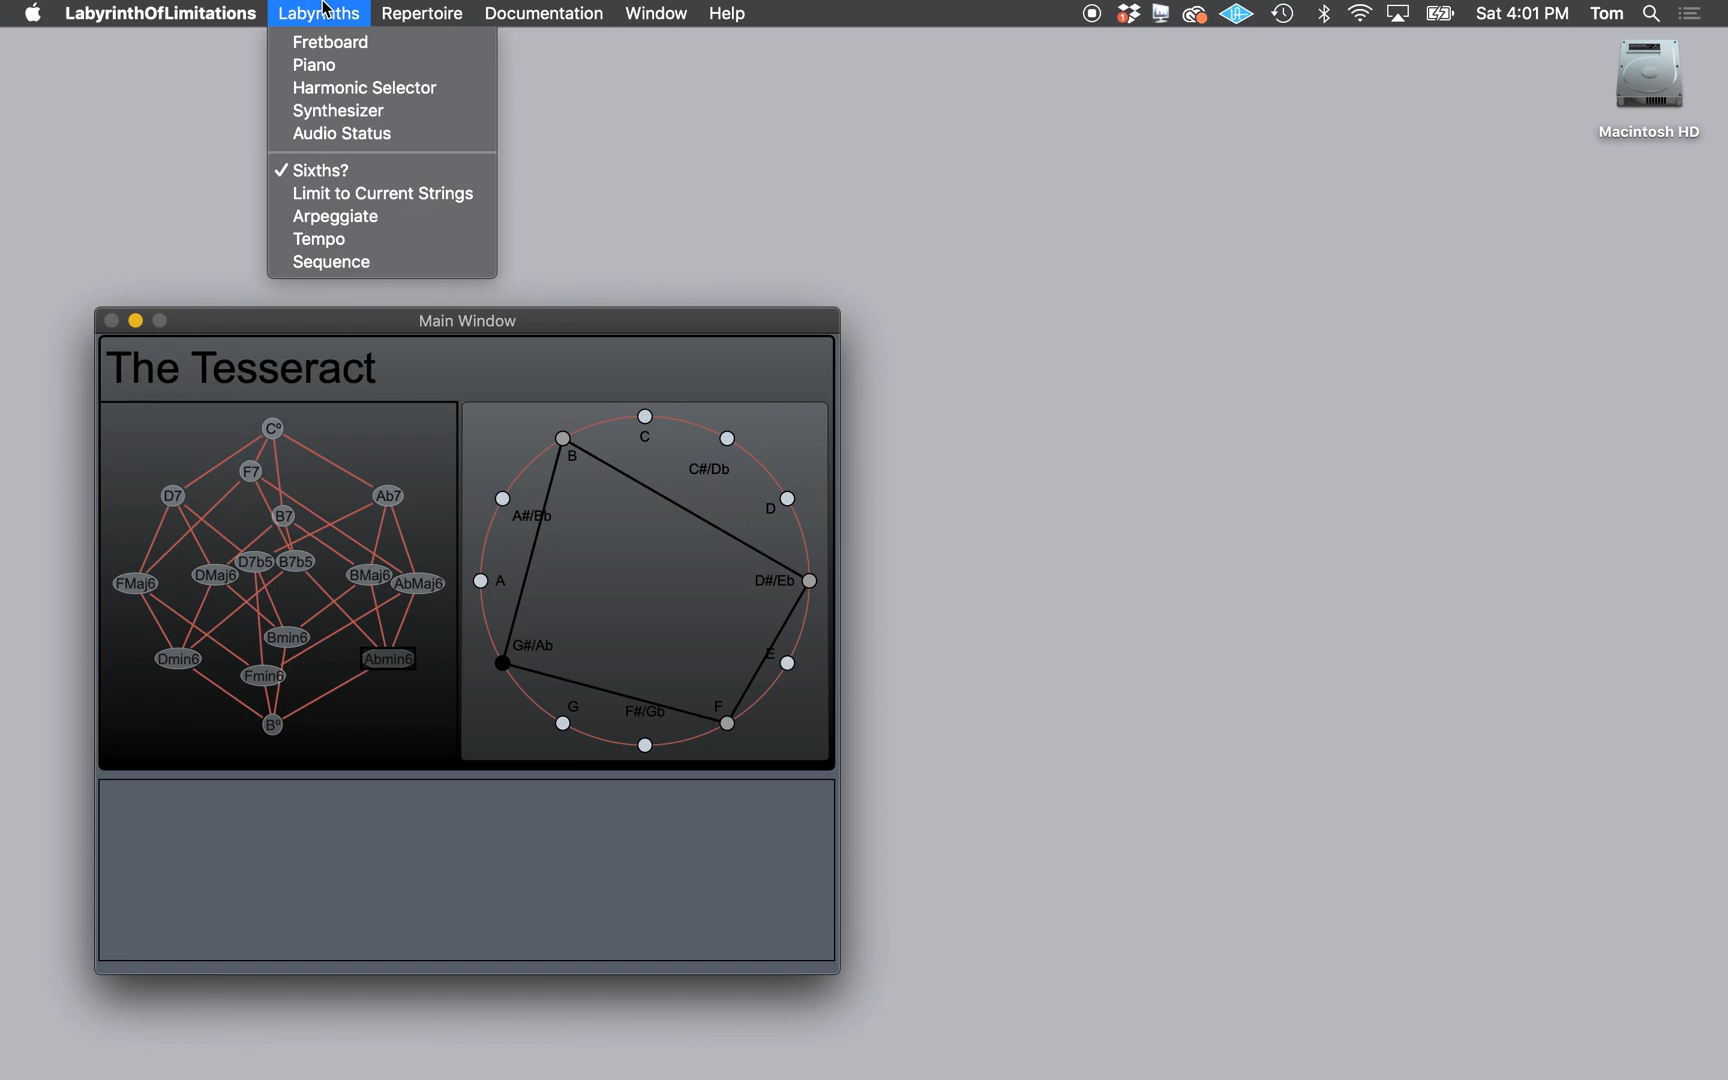 LabyrinthOfLimitations Labyrinths Repertoire Documentation Window Help 1 Sat 4:01 PM Tom
Fretboard
Piano
Harmonic Selector
Synthesizer
Audio Status
✓ Sixths?
Limit to Current Strings
Arpeggiate
Tempo
Sequence
Macintosh HD
Main Window
The Tesseract
C°
F7
D7
Ab7
B7
D7b5 B7b5
FMaj6 DMaj6 BMaj6 AbMaj6
Bmin6
Dmin6 Abmin6
Fmin6
B°
C
B
C#/Db
D
A#/Bb
A
D#/Eb
G#/Ab
E
G
F#/Gb
F